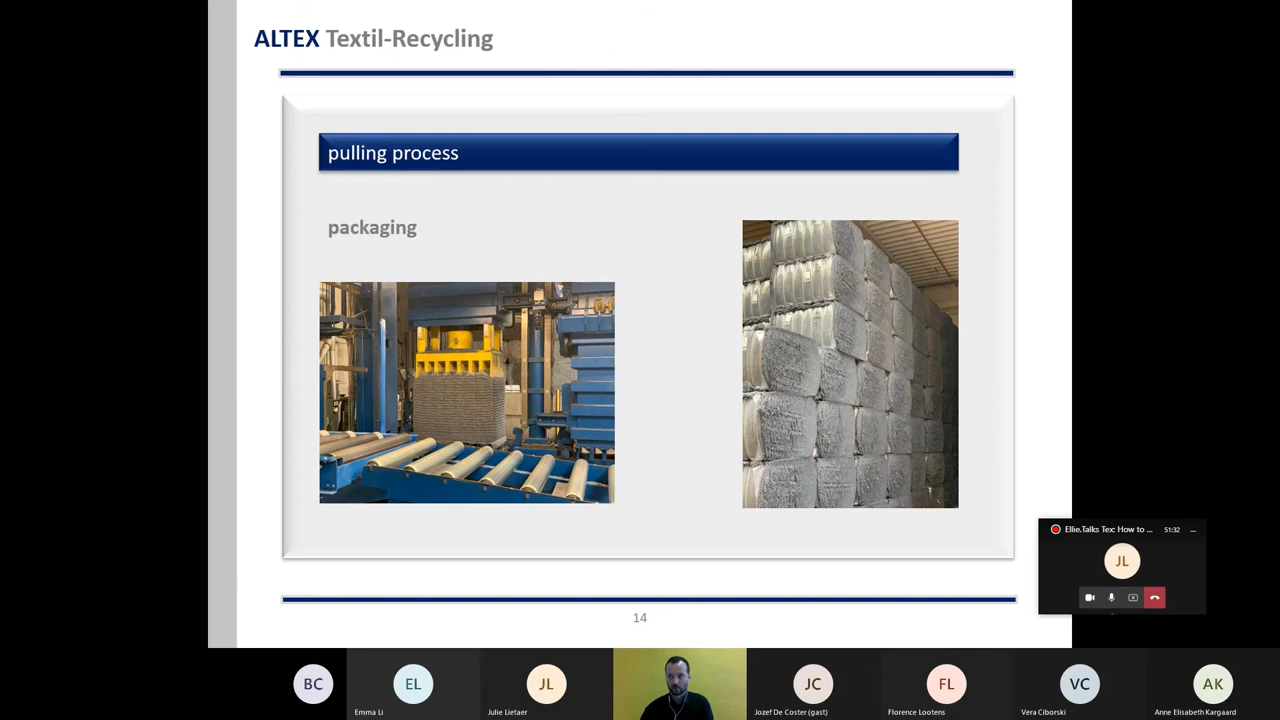 ALTEX Textil-Recycling
pulling process
packaging
Ellie.Talks Tex: How to ...
51:32
JL
14
BC
EL
JL
JC
FL
VC
AK
Emma Li
Julie Lietaer
Jozef De Coster (gast)
Florence Lootens
Vera Ciborski
Anne Elisabeth Kargaard